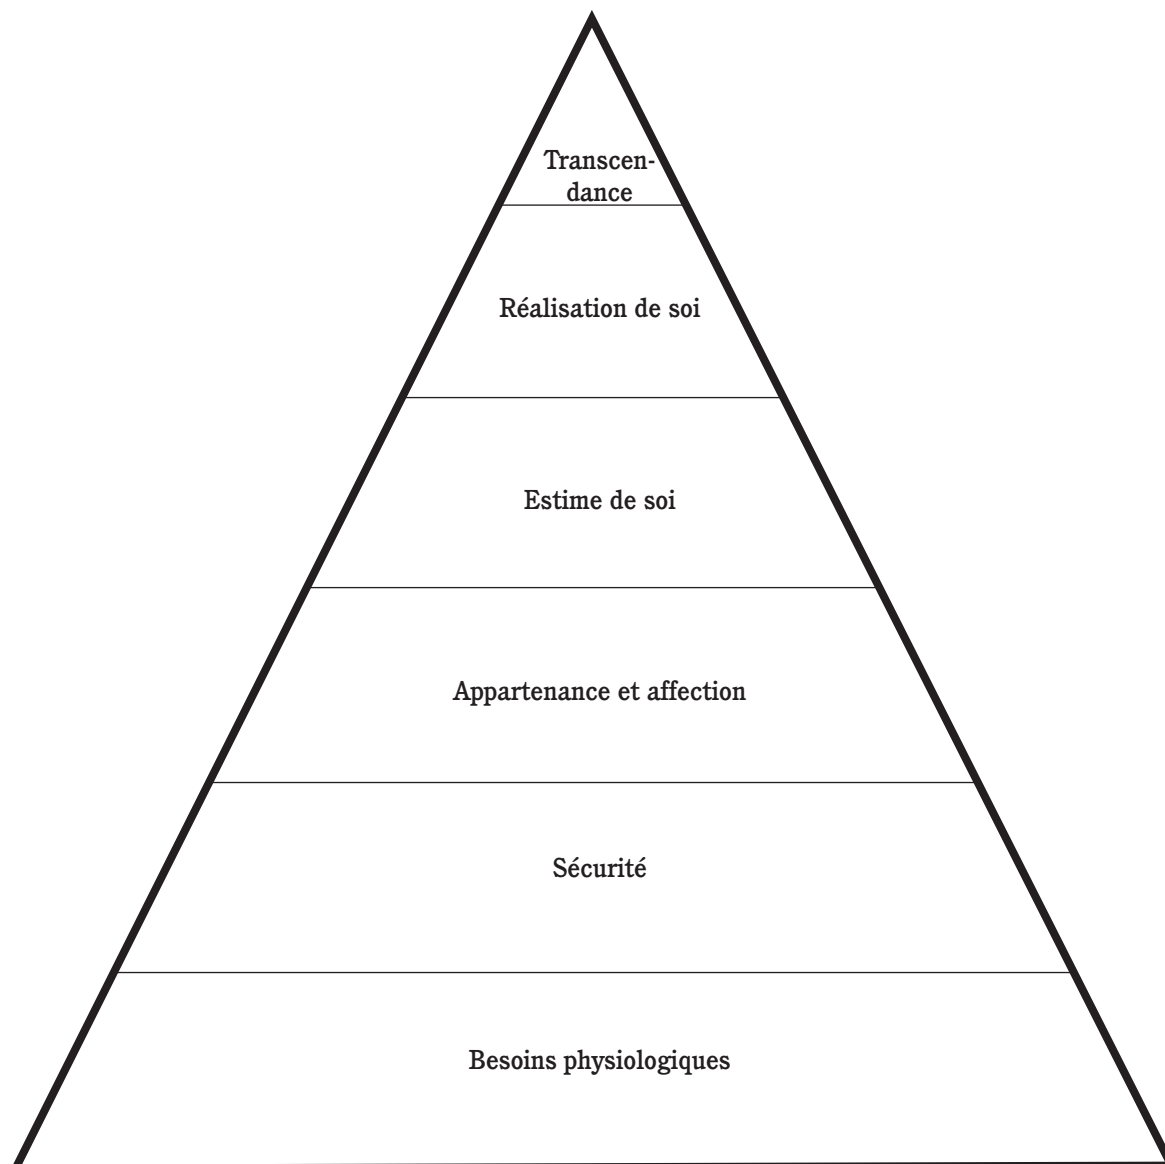 Transcen-
dance
Réalisation de soi
Estime de soi
Appartenance et affection
Sécurité
Besoins physiologiques